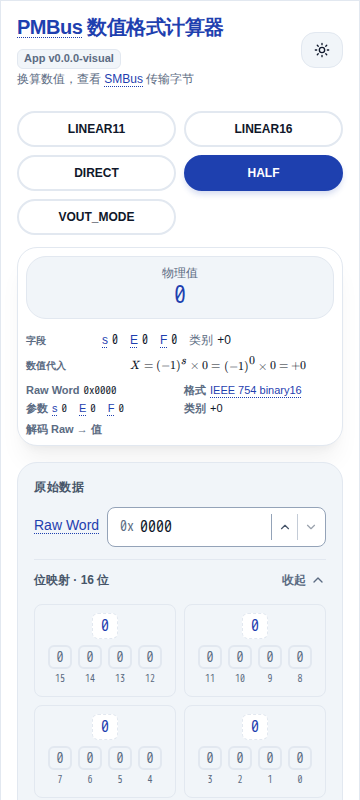 PMBus 数值格式计算器
App v0.0.0-visual
换算数值，查看 SMBus 传输字节
LINEAR11
LINEAR16
DIRECT
HALF
VOUT_MODE
物理值
0
字段 s 0 E 0 F 0 类别 +0
数值代入 X = (−1)^s × 0 = (−1)^0 × 0 = +0
Raw Word 0x0000 格式 IEEE 754 binary16
参数 s 0 E 0 F 0 类别 +0
解码 Raw → 值
原始数据
Raw Word 0x 0000
位映射 · 16 位 收起
0 0
0 0 0 0 0 0 0 0
15 14 13 12 11 10 9 8
0 0
0 0 0 0 0 0 0 0
7 6 5 4 3 2 1 0